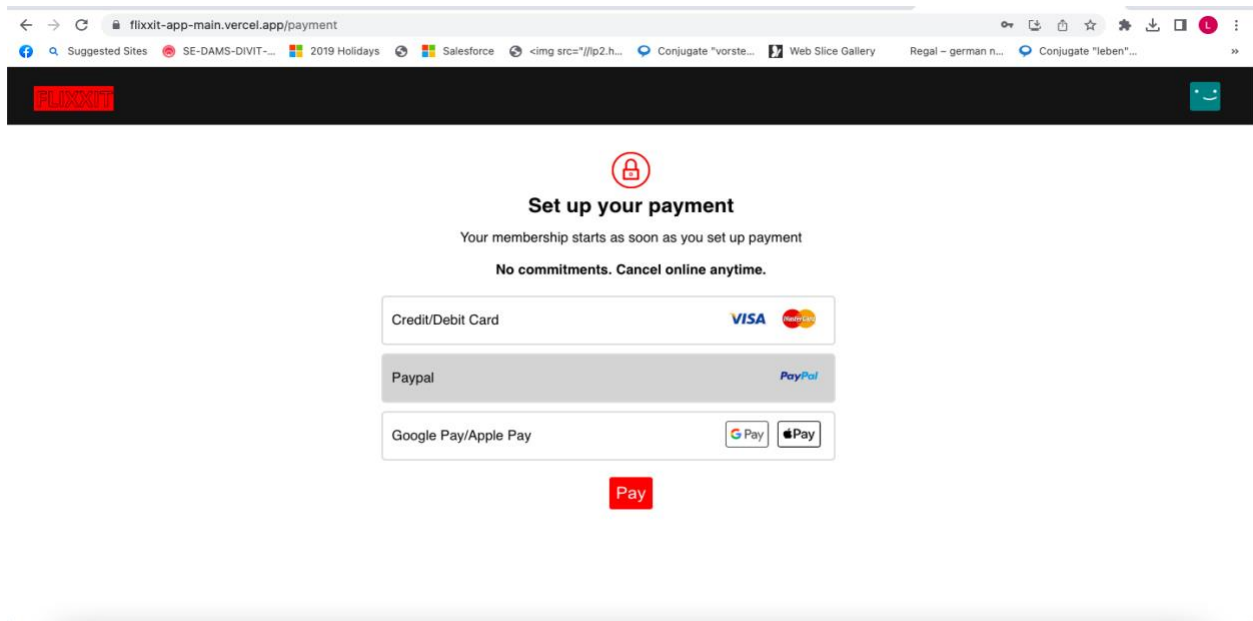 flixxit-app-main.vercel.app/payment
L
Suggested Sites SE-DAMS-DIVIT-... 2019 Holidays Salesforce <img src="//lp2.h... Conjugate "vorste... Web Slice Gallery Regal – german n... Conjugate "leben"... »
FLIXXIT
Set up your payment
Your membership starts as soon as you set up payment
No commitments. Cancel online anytime.
Credit/Debit Card VISA MasterCard
Paypal PayPal
Google Pay/Apple Pay G Pay Pay
Pay